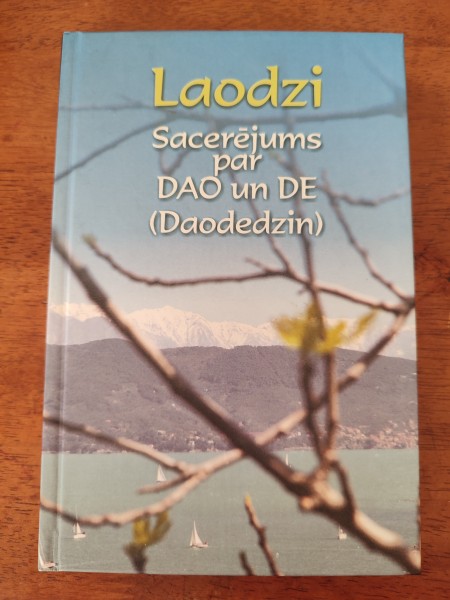 Laodzi
Sacerējums
par
DAO un DE
(Daodedzin)